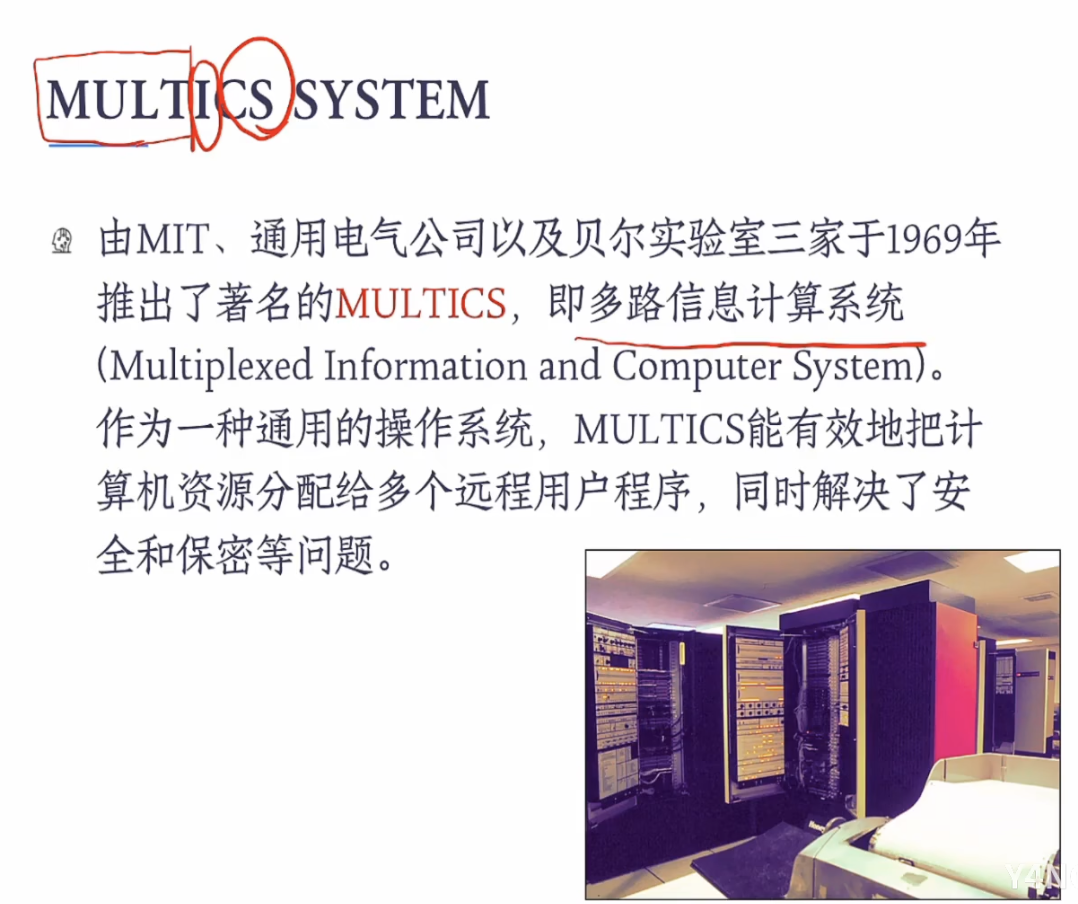 MULTICS SYSTEM
由MIT、通用电气公司以及贝尔实验室三家于1969年
推出了著名的MULTICS，即多路信息计算系统
(Multiplexed Information and Computer System)。
作为一种通用的操作系统，MULTICS能有效地把计
算机资源分配给多个远程用户程序，同时解决了安
全和保密等问题。